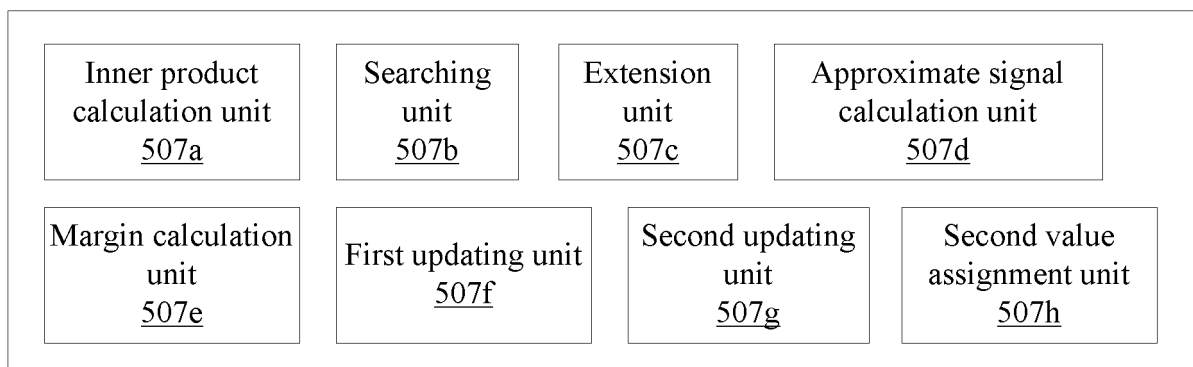 Inner product
calculation unit
507a
Searching
unit
507b
Extension
unit
507c
Approximate signal
calculation unit
507d
Margin calculation
unit
507e
First updating unit
507f
Second updating
unit
507g
Second value
assignment unit
507h